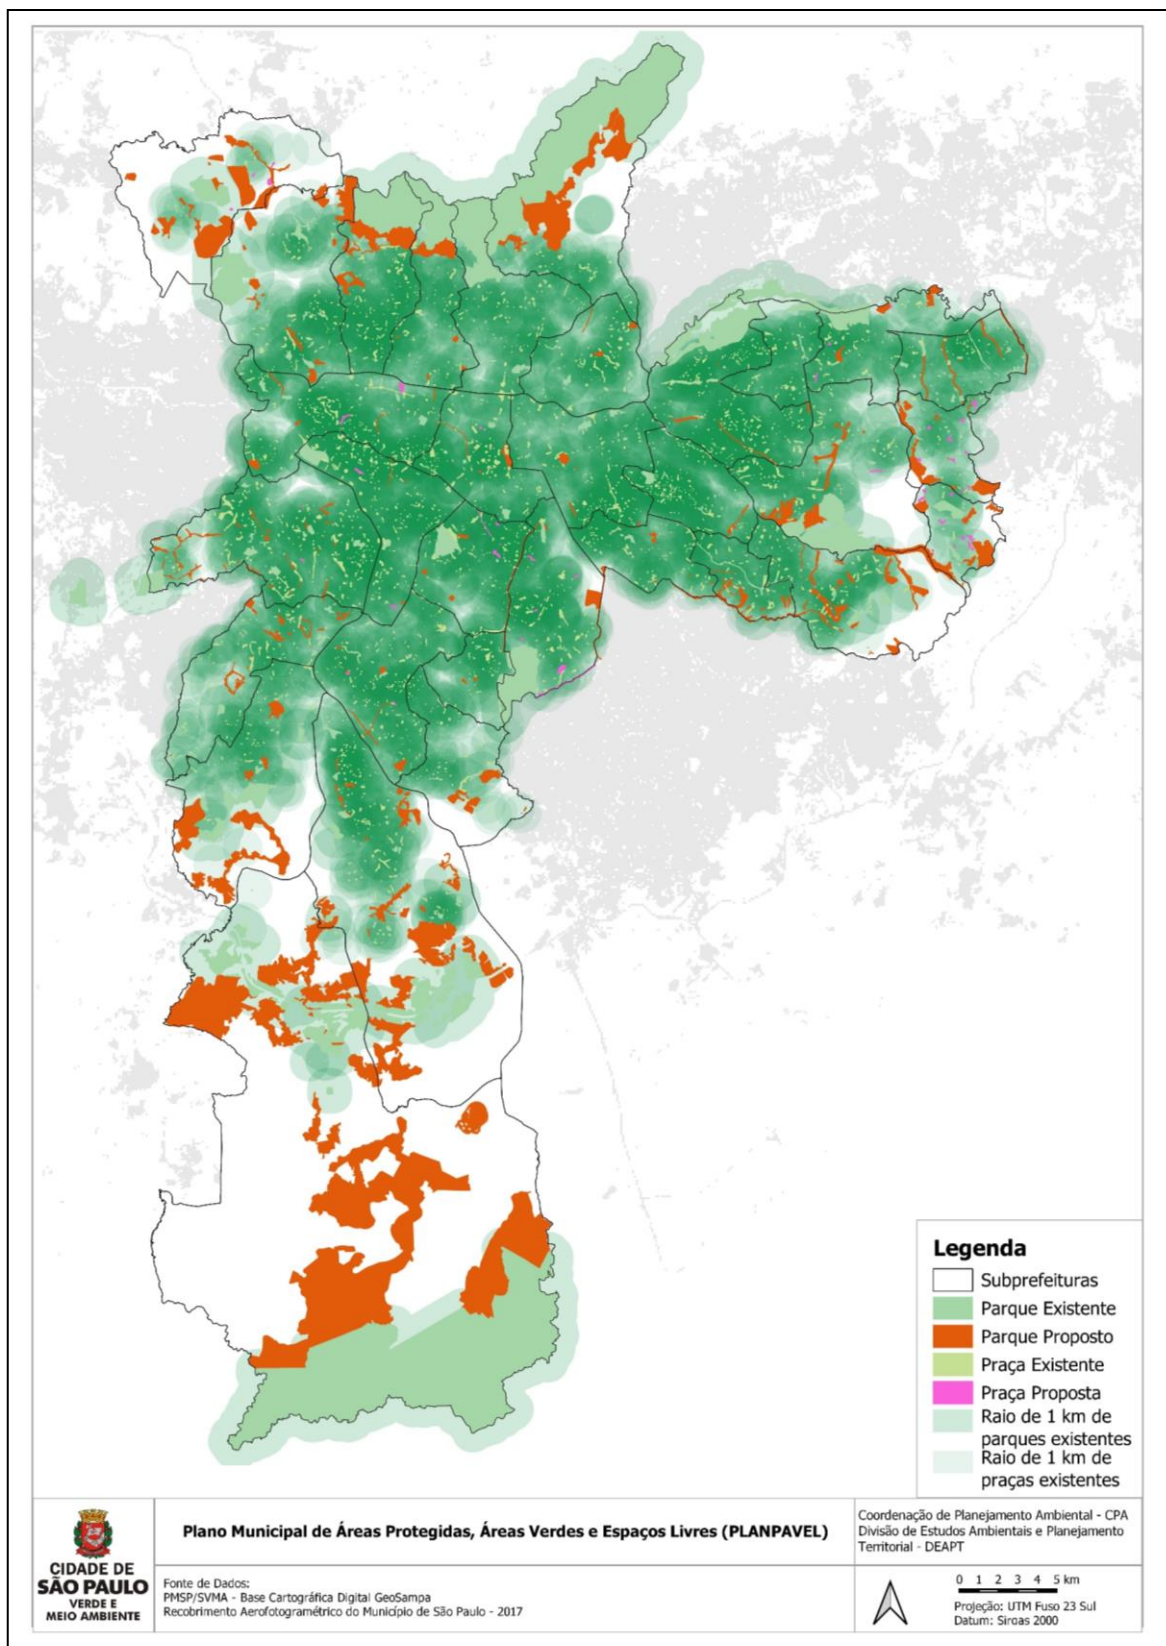 Legenda
Subprefeituras
Parque Existente
Parque Proposto
Praça Existente
Praça Proposta
Raio de 1 km de
parques existentes
Raio de 1 km de
praças existentes
CIDADE DE
SÃO PAULO
VERDE E
MEIO AMBIENTE
Plano Municipal de Áreas Protegidas, Áreas Verdes e Espaços Livres (PLANPAVEL)
Fonte de Dados:
PMSP/SVMA - Base Cartográfica Digital GeoSampa
Recobrimento Aerofotogramétrico do Município de São Paulo - 2017
Coordenação de Planejamento Ambiental - CPA
Divisão de Estudos Ambientais e Planejamento
Territorial - DEAPT
0 1 2 3 4 5 km
Projeção: UTM Fuso 23 Sul
Datum: Sirgas 2000